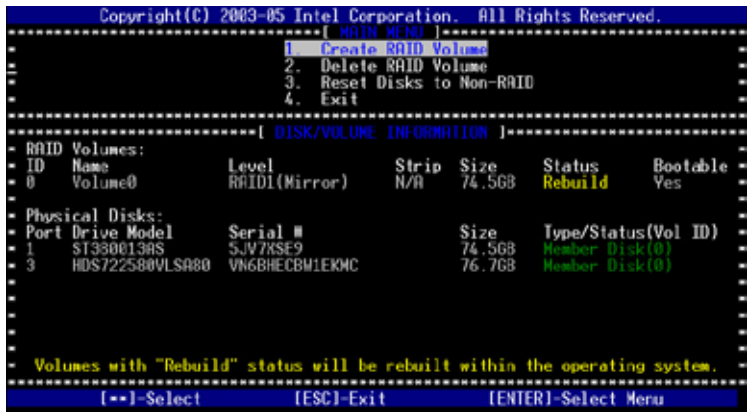 Copyright(C) 2003-05 Intel Corporation. All Rights Reserved.
[ MAIN MENU ]
1. Create RAID Volume
2. Delete RAID Volume
3. Reset Disks to Non-RAID
4. Exit
[ DISK/VOLUME INFORMATION ]
RAID Volumes:
ID Name Level Strip Size Status Bootable
0 Volume0 RAID1(Mirror) N/A 74.5GB Rebuild Yes
Physical Disks:
Port Drive Model Serial # Size Type/Status(Vol ID)
1 ST380013AS 5JV7XSE9 74.5GB Member Disk(0)
3 HDS722580VLSA80 VN6BHECBW1EKMC 76.7GB Member Disk(0)
Volumes with "Rebuild" status will be rebuilt within the operating system.
[↑↓]-Select [ESC]-Exit [ENTER]-Select Menu